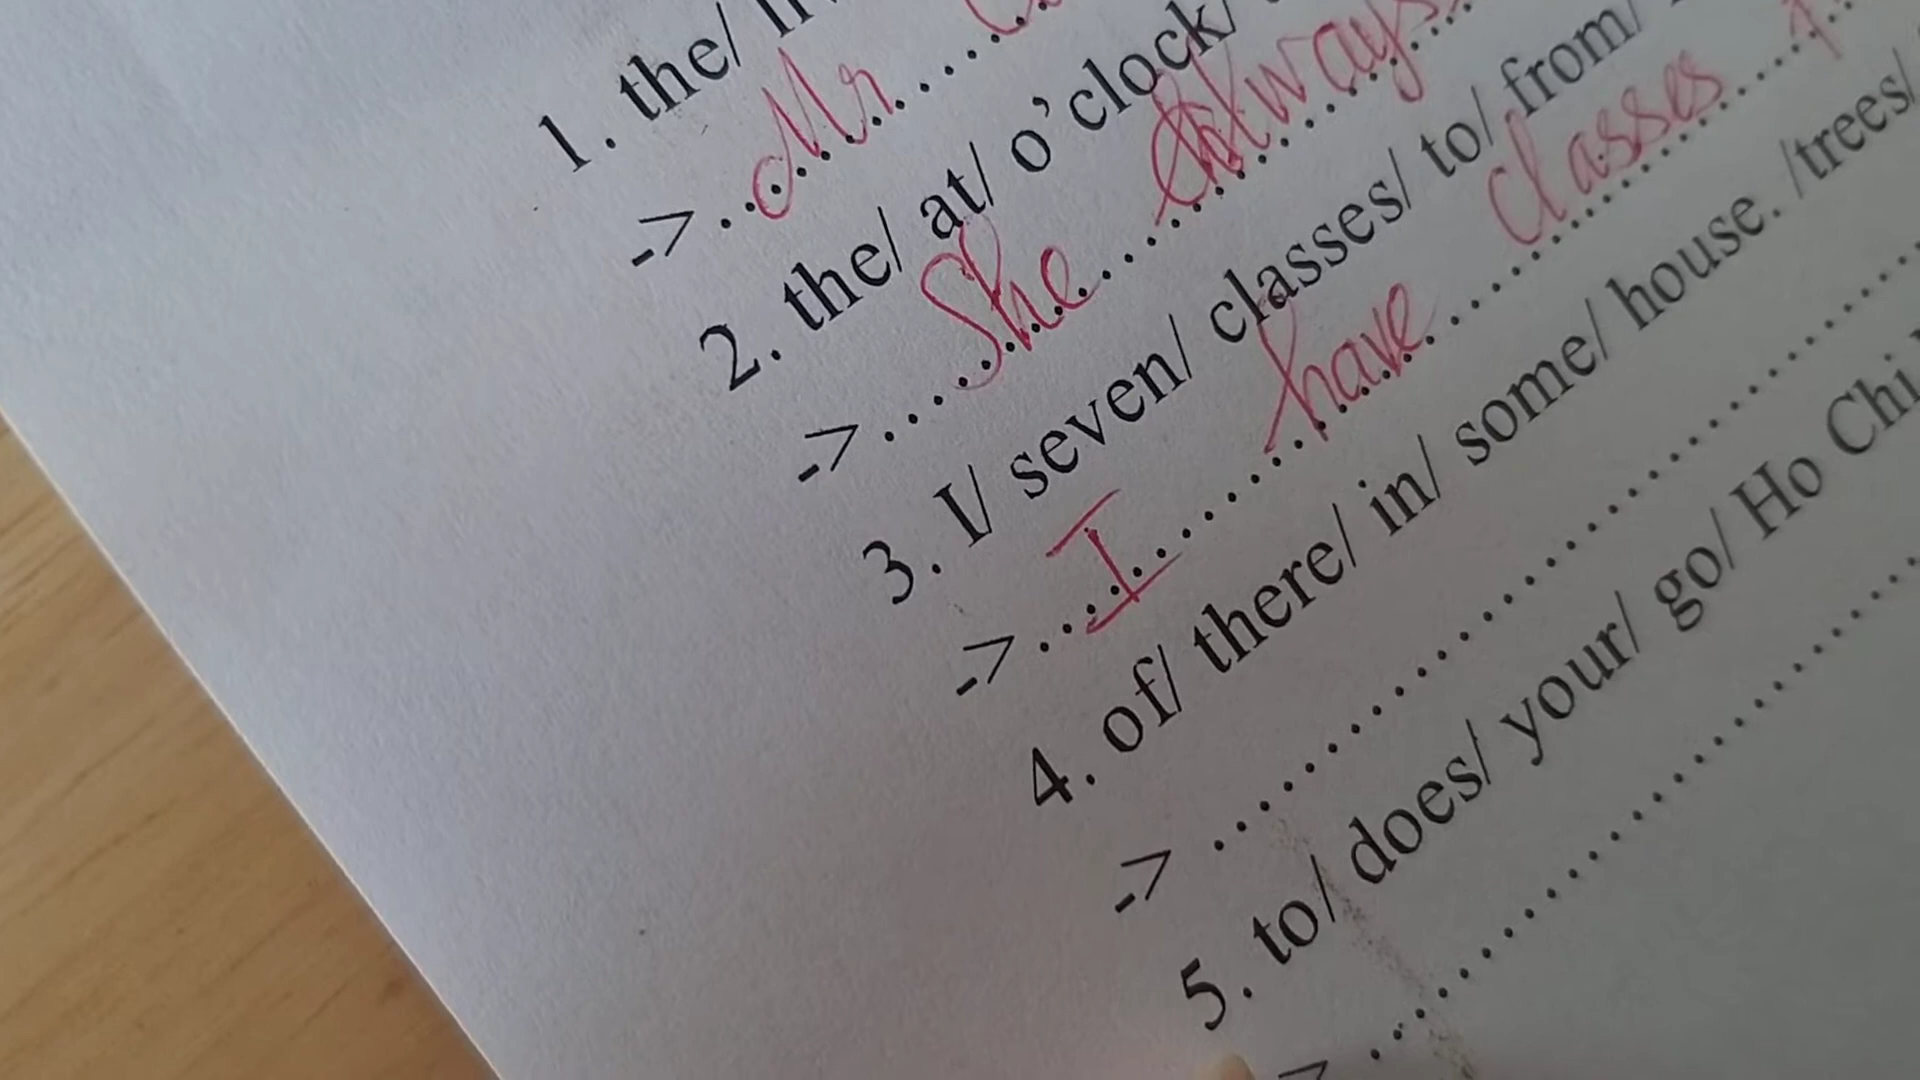 1. the/
-> Mr
2. the/ at/ o'clock/
-> She always
3. I/ seven/ classes/ to/ from/
-> I have classes
4. of/ there/ in/ some/ house. /trees/
-> 
5. to/ does/ your/ go/ Ho Chi
->